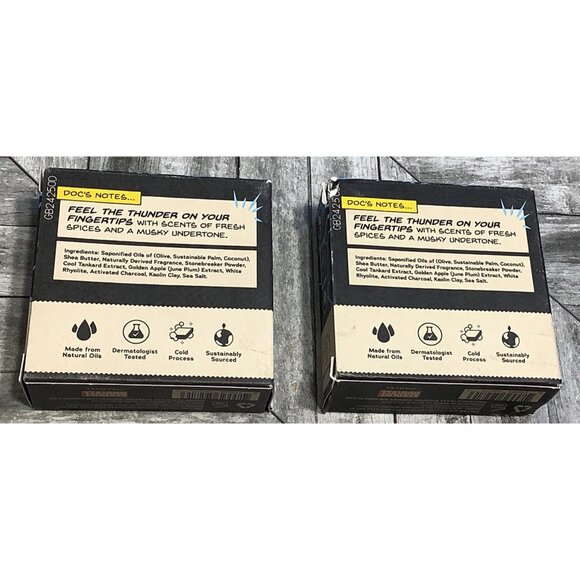 GB24250D
DOC'S NOTES...
FEEL THE THUNDER ON YOUR
FINGERTIPS WITH SCENTS OF FRESH
SPICES AND A MUSKY UNDERTONE.
Ingredients: Saponified Oils of (Olive, Sustainable Palm, Coconut),
Shea Butter, Naturally Derived Fragrance, Stonebreaker Powder,
Cool Tankard Extract, Golden Apple (June Plum) Extract, White
Rhyolite, Activated Charcoal, Kaolin Clay, Sea Salt.
Made from
Natural Oils
Dermatologist
Tested
Cold
Process
Sustainably
Sourced
MARVEL
DOC'S NOTES...
FEEL THE THUNDER ON YOUR
FINGERTIPS WITH SCENTS OF FRESH
SPICES AND A MUSKY UNDERTONE.
Ingredients: Saponified Oils of (Olive, Sustainable Palm, Coconut),
Shea Butter, Naturally Derived Fragrance, Stonebreaker Powder,
Cool Tankard Extract, Golden Apple (June Plum) Extract, White
Rhyolite, Activated Charcoal, Kaolin Clay, Sea Salt.
Made from
Natural Oils
Dermatologist
Tested
Cold
Process
Sustainably
Sourced
MARVEL